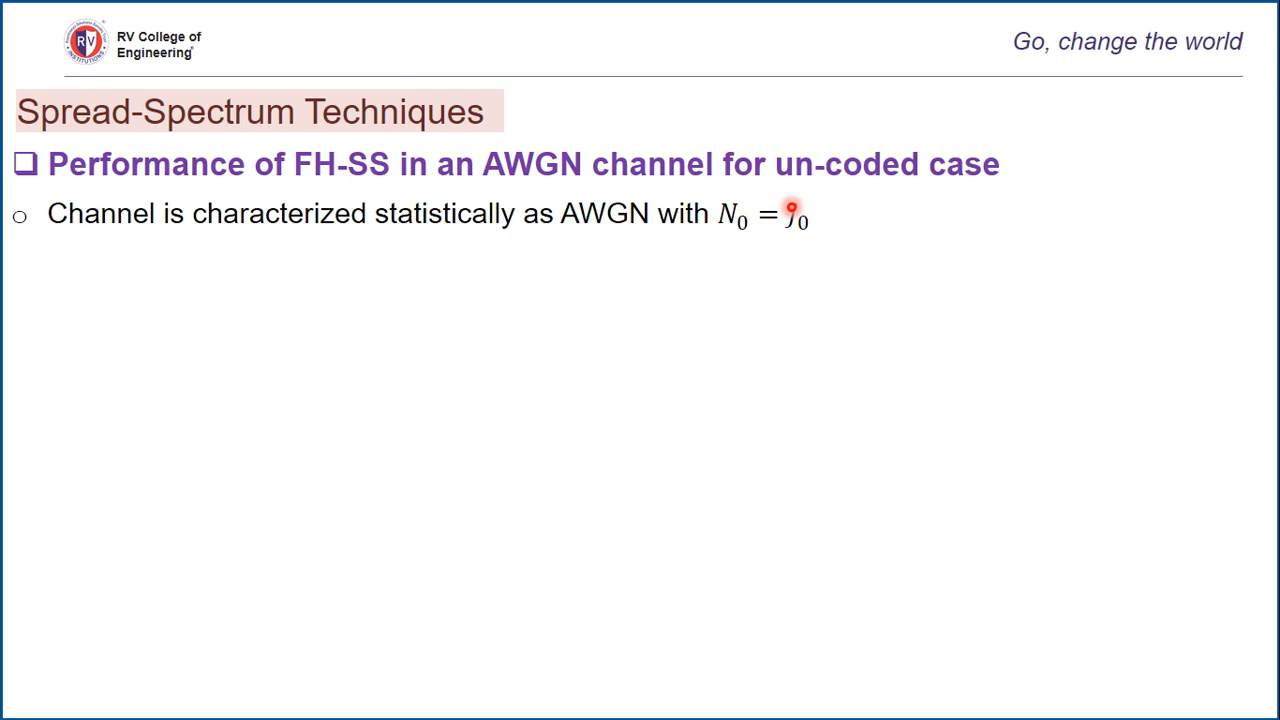 RV College of
Engineering
Go, change the world
Spread-Spectrum Techniques
❑ Performance of FH-SS in an AWGN channel for un-coded case
○ Channel is characterized statistically as AWGN with N₀ = J₀